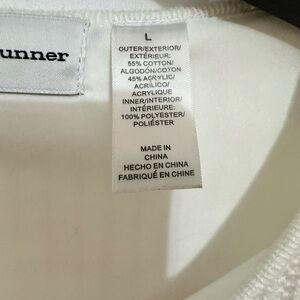 unner
L
OUTER/EXTERIOR/
EXTÉRIEUR:
55% COTTON/
ALGODÓN/COTON
45% ACRYLIC/
ACRÍLICO/
ACRYLIQUE
INNER/INTERIOR/
INTÉRIEURE:
100% POLYESTER/
POLIÉSTER
MADE IN
CHINA
HECHO EN CHINA
FABRIQUÉ EN CHINE